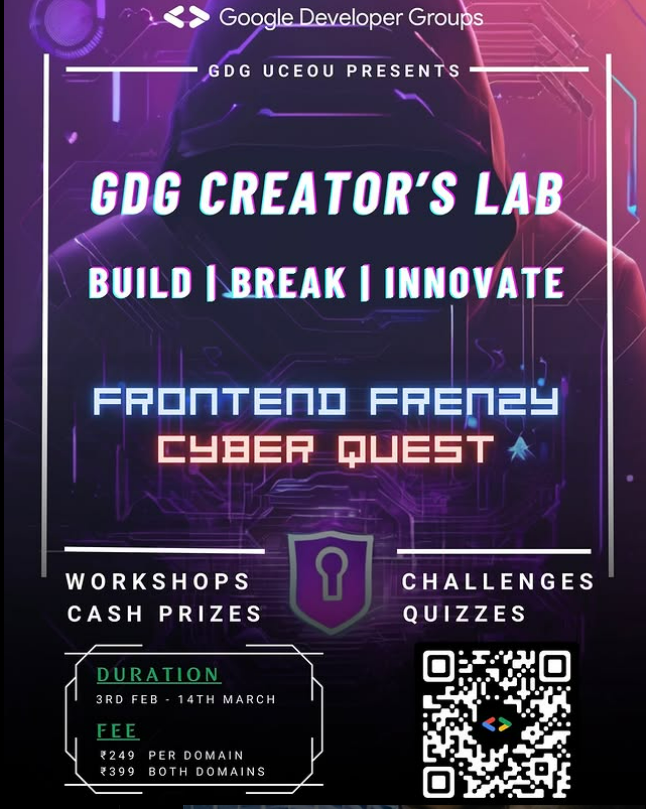 Google Developer Groups
GDG UCEOU PRESENTS
GDG CREATOR'S LAB
BUILD | BREAK | INNOVATE
FRONTEND FRENZY
CYBER QUEST
WORKSHOPS
CASH PRIZES
CHALLENGES
QUIZZES
DURATION
3RD FEB - 14TH MARCH
FEE
₹249 PER DOMAIN
₹399 BOTH DOMAINS